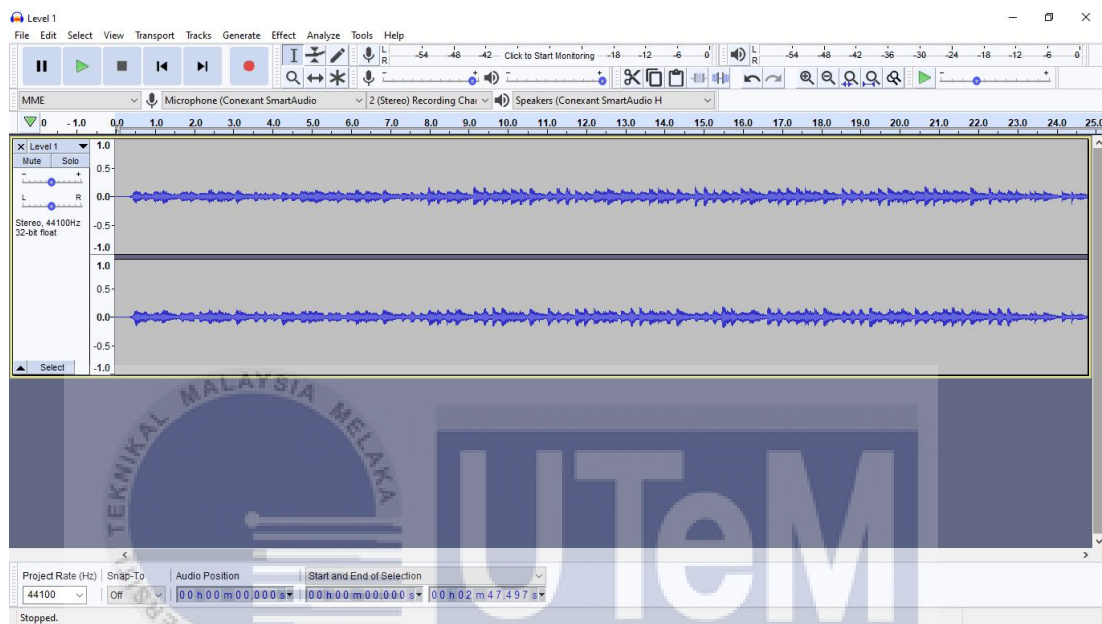 Level 1
File Edit Select View Transport Tracks Generate Effect Analyze Tools Help
L R -54 -48 -42 Click to Start Monitoring -18 -12 -6 0 L R -54 -48 -42 -36 -30 -24 -18 -12 -6 0
MME Microphone (Conexant SmartAudio 2 (Stereo) Recording Chai Speakers (Conexant SmartAudio H
0 -1.0 0.0 1.0 2.0 3.0 4.0 5.0 6.0 7.0 8.0 9.0 10.0 11.0 12.0 13.0 14.0 15.0 16.0 17.0 18.0 19.0 20.0 21.0 22.0 23.0 24.0 25.0
X Level 1 1.0
Mute Solo
- + 0.5
L R 0.0
Stereo, 44100Hz -0.5
32-bit float
-1.0
1.0
0.5
0.0
-0.5
Select -1.0
TEKNIKAL MALAYSIA MELAKA
UTeM
Project Rate (Hz) Snap-To Audio Position Start and End of Selection
44100 Off 00 h 00 m 00.000 s 00 h 00 m 00.000 s 00 h 02 m 47.497 s
Stopped.